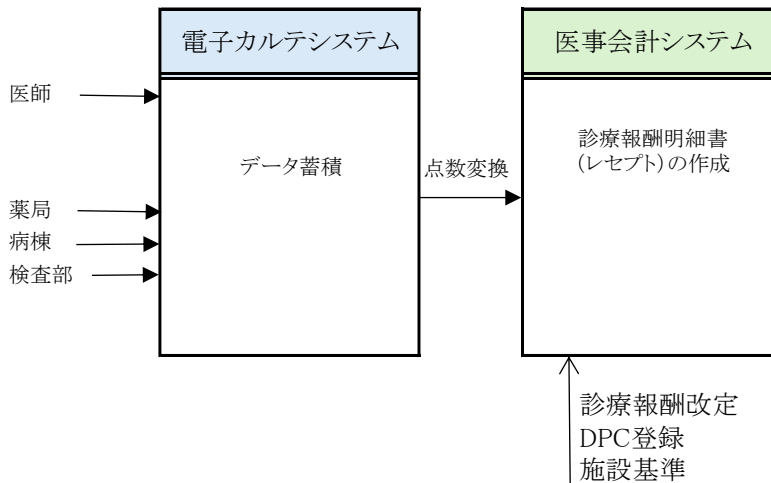 電子カルテシステム
医事会計システム
医師
データ蓄積
点数変換
診療報酬明細書
(レセプト)の作成
薬局
病棟
検査部
診療報酬改定
DPC登録
施設基準